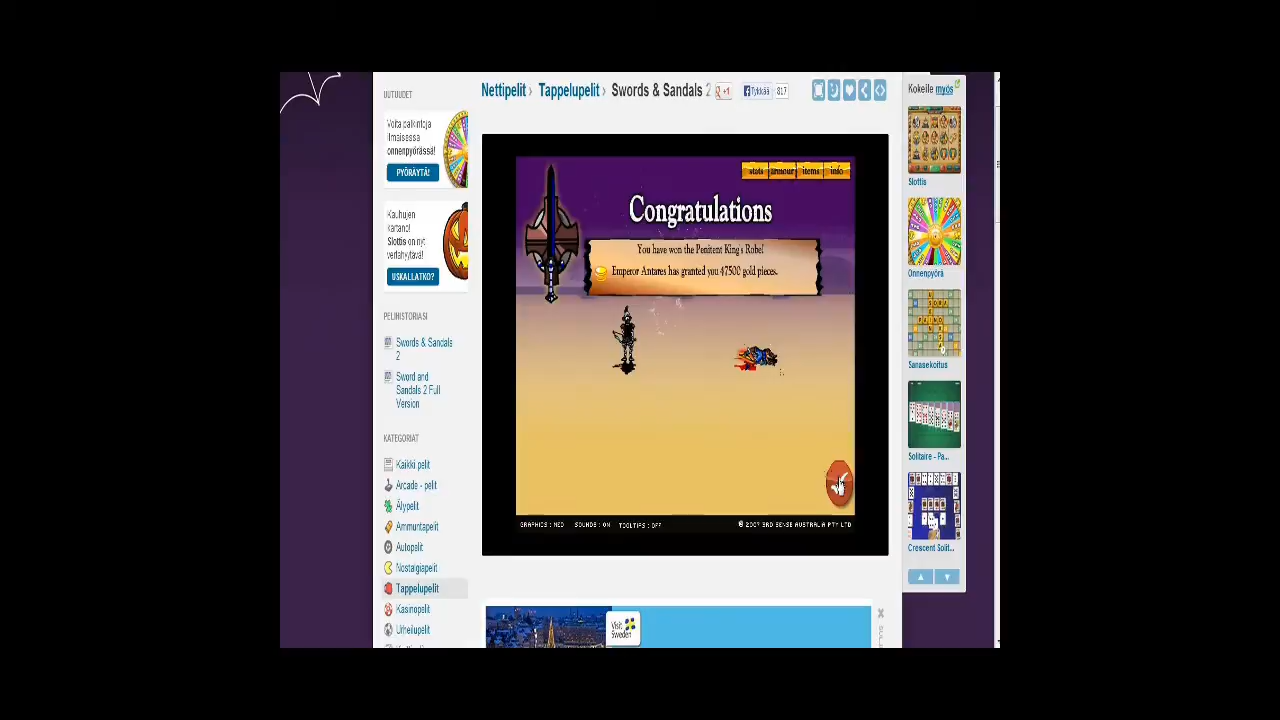 UUTUUDET
Voita palkintoja
ilmaisessa
onnenpyörässä!
PYÖRÄYTÄ!
Kauhujen
kartano!
Slottis on nyt
USKALLATKO?
PELIHISTORIASI
Swords & Sandals
2
Sword and
Sandals 2 Full
Version
KATEGORIAT
Kaikki pelit
Arcade - pelit
Älypelit
Ammuntapelit
Autopelit
Nostalgiapelit
Tappelupelit
Kasinopelit
Urheilupelit
Nettipelit › Tappelupelit › Swords & Sandals 2
+1
Tykkää 817
stats armour items info
Congratulations
You have won the Penitent King's Robe!
Emperor Antares has granted you 47500 gold pieces.
GRAPHICS : MED SOUNDS : ON TOOLTIPS : OFF © 2007 3RD SENSE AUSTRALIA PTY LTD
Visit
Sweden
Kokeile myös
Slottis
Onnenpyörä
Sanasekoitus
Solitaire - Pa...
Crescent Solit...